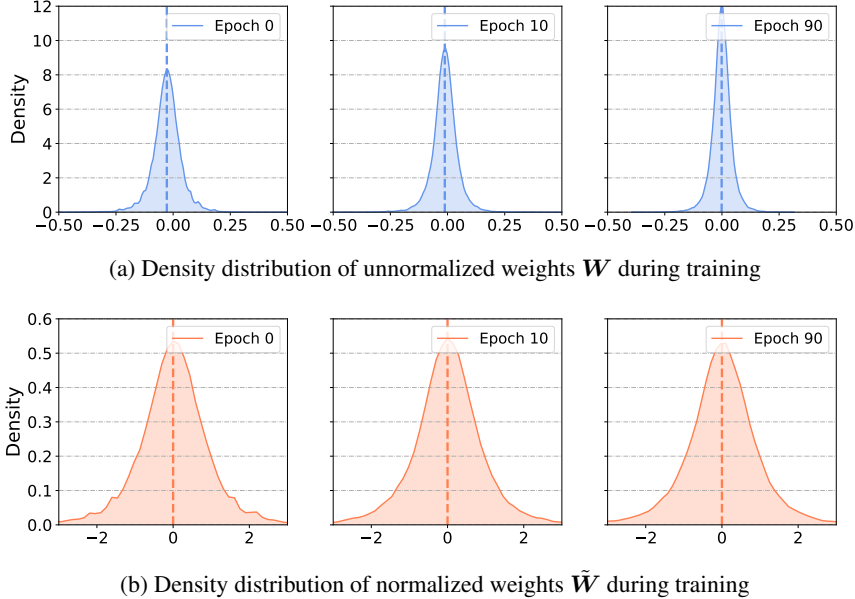 12
10
8
6
4
2
0
Density
Epoch 0
Epoch 10
Epoch 90
−0.50 −0.25 0.00 0.25 0.50
−0.50 −0.25 0.00 0.25 0.50
−0.50 −0.25 0.00 0.25 0.50
(a) Density distribution of unnormalized weights W during training
0.6
0.5
0.4
0.3
0.2
0.1
0.0
Density
Epoch 0
Epoch 10
Epoch 90
−2 0 2
−2 0 2
−2 0 2
(b) Density distribution of normalized weights W̃ during training